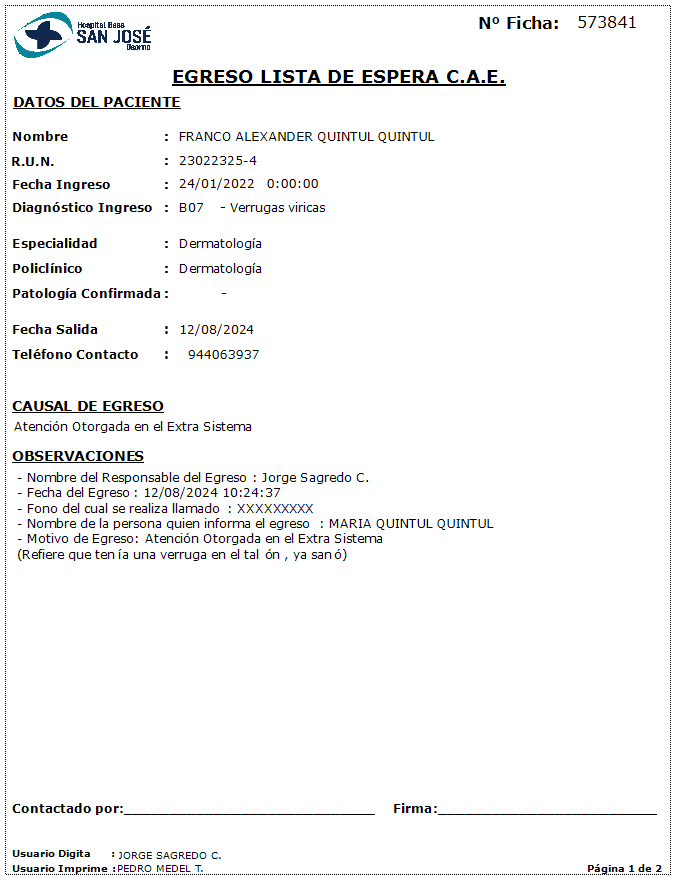 Hospital Base
SAN JOSÉ
Osorno
Nº Ficha: 573841
EGRESO LISTA DE ESPERA C.A.E.
DATOS DEL PACIENTE
Nombre : FRANCO ALEXANDER QUINTUL QUINTUL
R.U.N. : 23022325-4
Fecha Ingreso : 24/01/2022 0:00:00
Diagnóstico Ingreso : B07 - Verrugas viricas
Especialidad : Dermatología
Policlínico : Dermatología
Patología Confirmada : -
Fecha Salida : 12/08/2024
Teléfono Contacto : 944063937
CAUSAL DE EGRESO
Atención Otorgada en el Extra Sistema
OBSERVACIONES
- Nombre del Responsable del Egreso : Jorge Sagredo C.
- Fecha del Egreso : 12/08/2024 10:24:37
- Fono del cual se realiza llamado : XXXXXXXXX
- Nombre de la persona quien informa el egreso : MARIA QUINTUL QUINTUL
- Motivo de Egreso: Atención Otorgada en el Extra Sistema
(Refiere que tenía una verruga en el talón , ya sanó)
Contactado por:______________________________ Firma:__________________________
Usuario Digita : JORGE SAGREDO C.
Usuario Imprime : PEDRO MEDEL T. Página 1 de 2